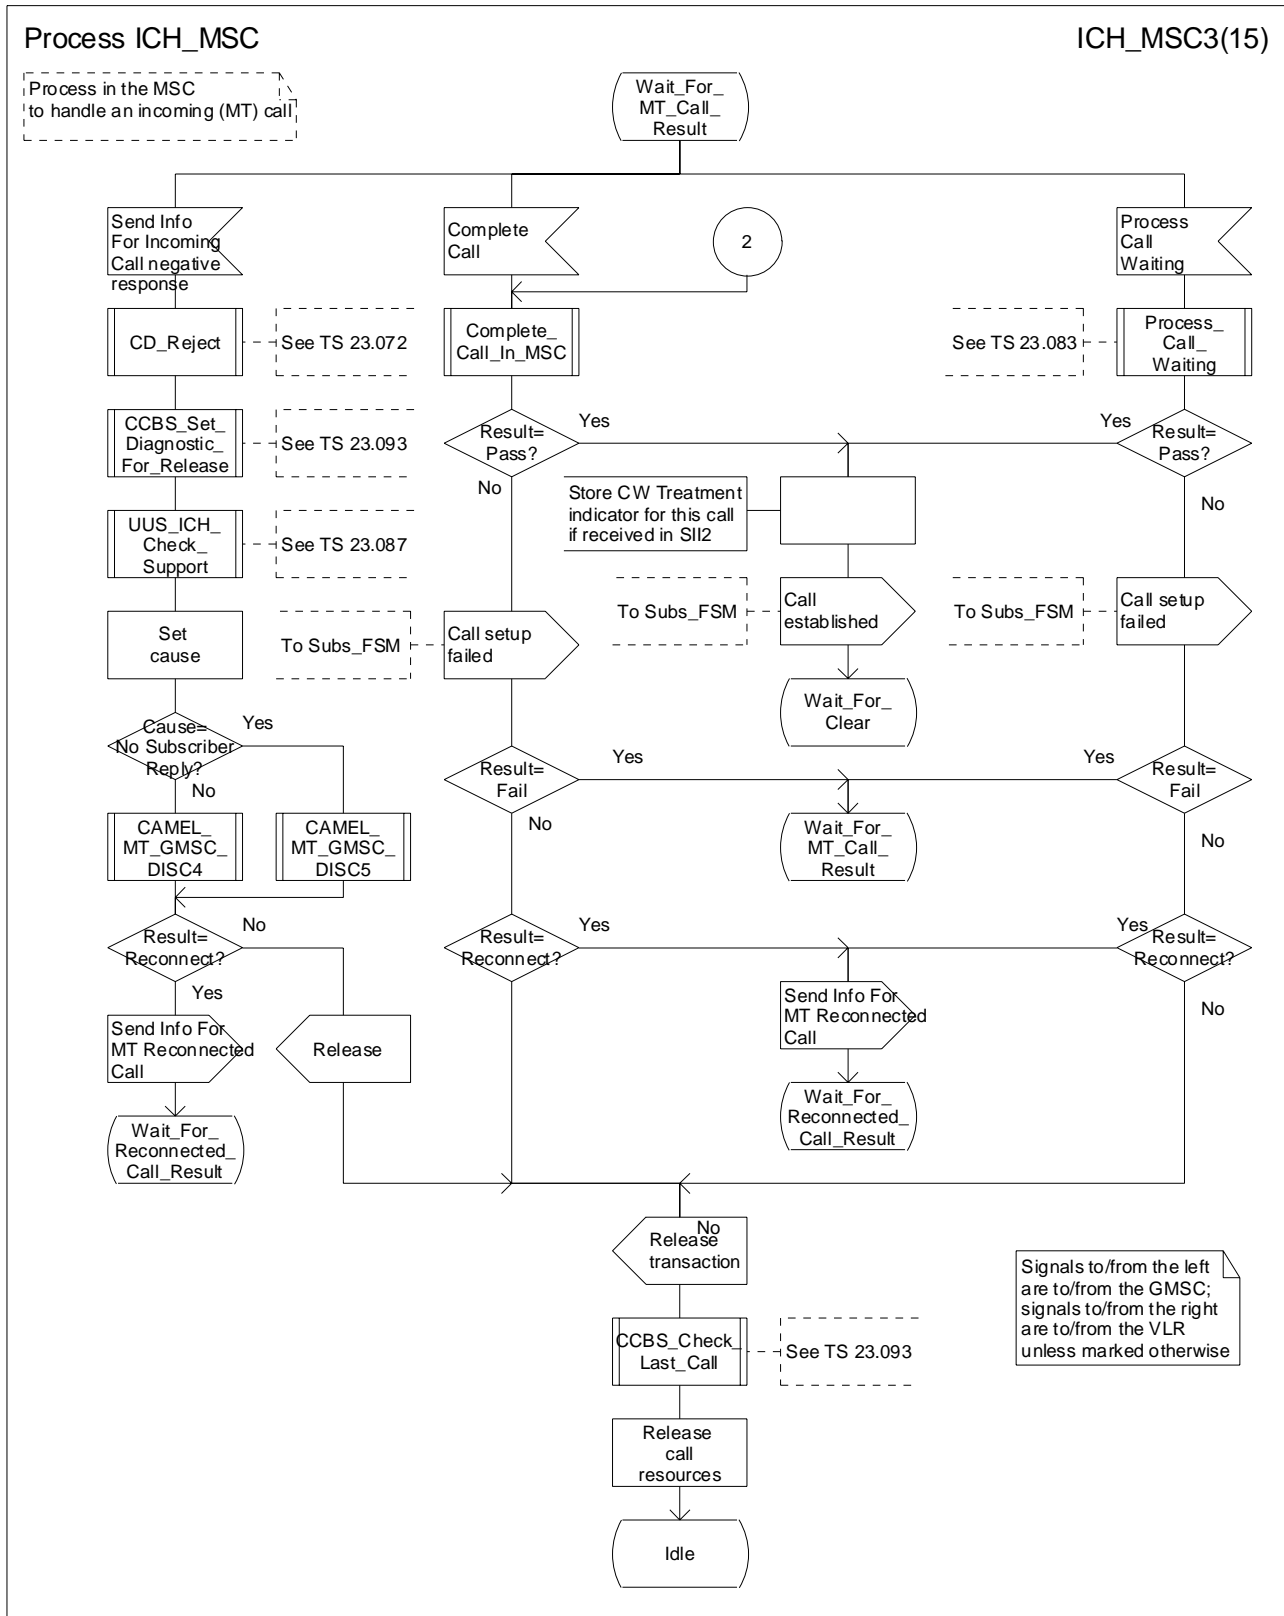 Process ICH_MSC
ICH_MSC3(15)
Process in the MSC
to handle an incoming (MT) call
Wait_For_
MT_Call_
Result
Send Info
For Incoming
Call negative
response
Complete
Call
2
Process
Call
Waiting
CD_Reject
See TS 23.072
Complete_
Call_In_MSC
See TS 23.083
Process_
Call_
Waiting
CCBS_Set_
Diagnostic_
For_Release
See TS 23.093
Result=
Pass?
Yes
No
Yes
Result=
Pass?
No
UUS_ICH_
Check_
Support
See TS 23.087
Store CW Treatment
indicator for this call
if received in SII2
Set
cause
To Subs_FSM
Call setup
failed
To Subs_FSM
Call
established
To Subs_FSM
Call setup
failed
Wait_For_
Clear
Cause=
No Subscriber
Reply?
Yes
No
Result=
Fail
Yes
No
Yes
Result=
Fail
No
CAMEL_
MT_GMSC_
DISC4
CAMEL_
MT_GMSC_
DISC5
Wait_For_
MT_Call_
Result
Result=
Reconnect?
No
Yes
Result=
Reconnect?
Yes
Yes
Result=
Reconnect?
No
Send Info For
MT Reconnected
Call
Release
Send Info For
MT Reconnected
Call
Wait_For_
Reconnected_
Call_Result
Wait_For_
Reconnected_
Call_Result
No
Release
transaction
Signals to/from the left
are to/from the GMSC;
signals to/from the right
are to/from the VLR
unless marked otherwise
CCBS_Check_
Last_Call
See TS 23.093
Release
call
resources
Idle